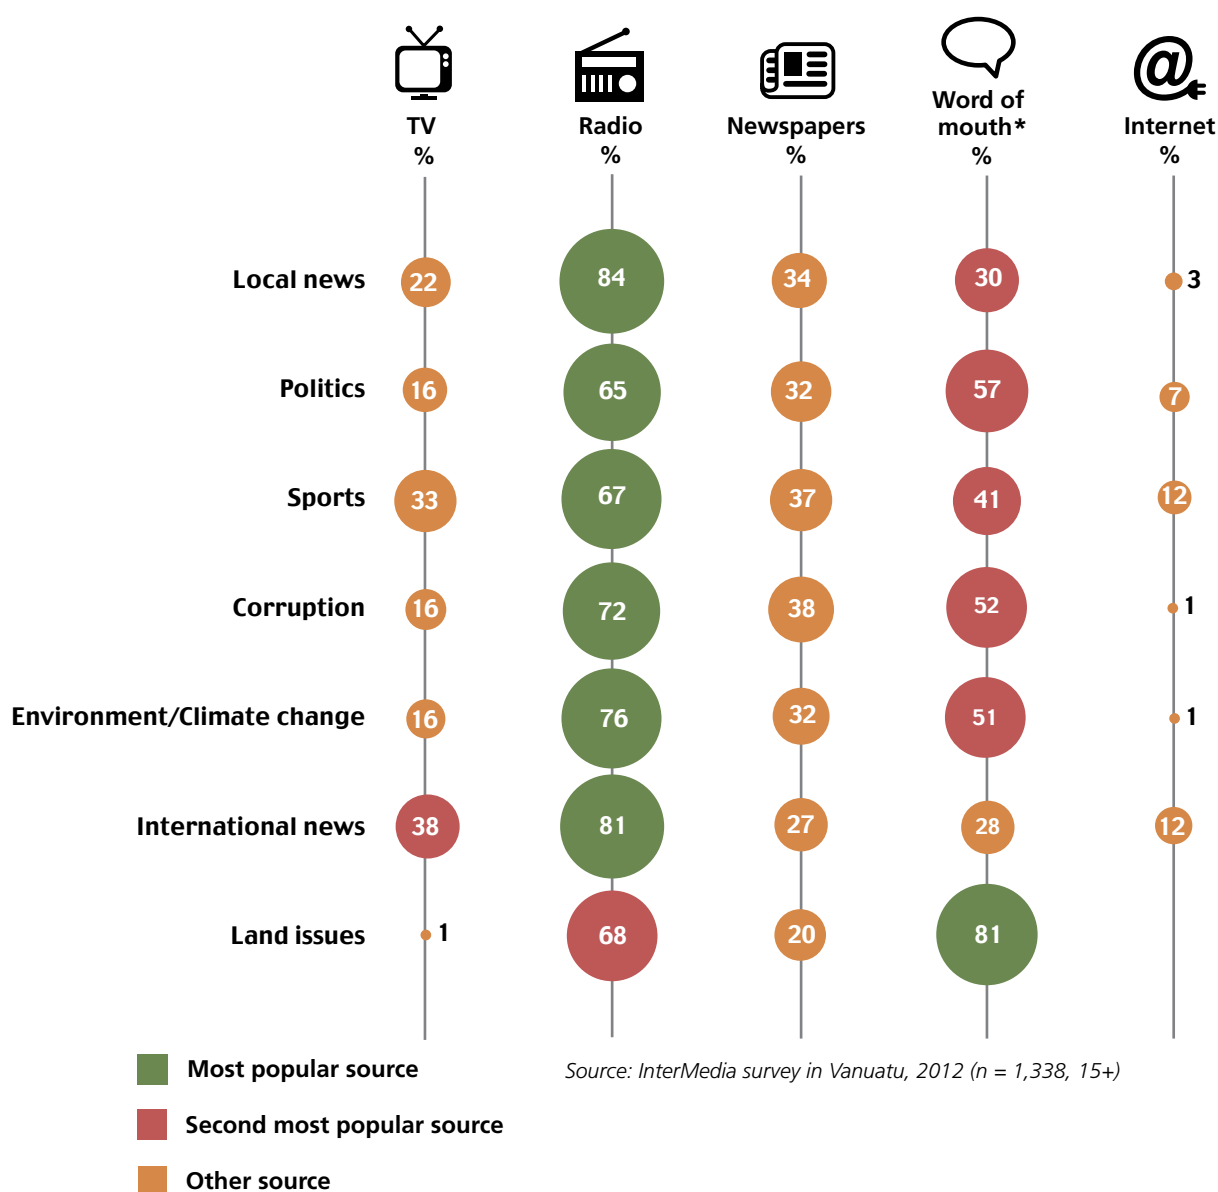 TV
%
Radio
%
Newspapers
%
Word of
mouth*
%
@
Internet
%
Local news 22 84 34 30 3
Politics 16 65 32 57 7
Sports 33 67 37 41 12
Corruption 16 72 38 52 1
Environment/Climate change 16 76 32 51 1
International news 38 81 27 28 12
Land issues 1 68 20 81
Most popular source
Second most popular source
Other source
Source: InterMedia survey in Vanuatu, 2012 (n = 1,338, 15+)